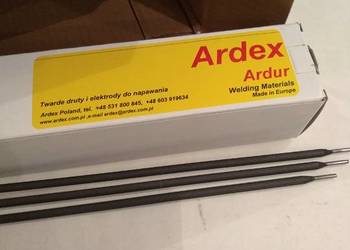 Ardex
Ardur
Welding Materials
Made in Europe
Twarde druty i elektrody do napawania
Ardex Poland, tel. +48 531 800 845, +48 603 919634
www.ardex.com.pl ,e.mail ardex@ardex.com.pl